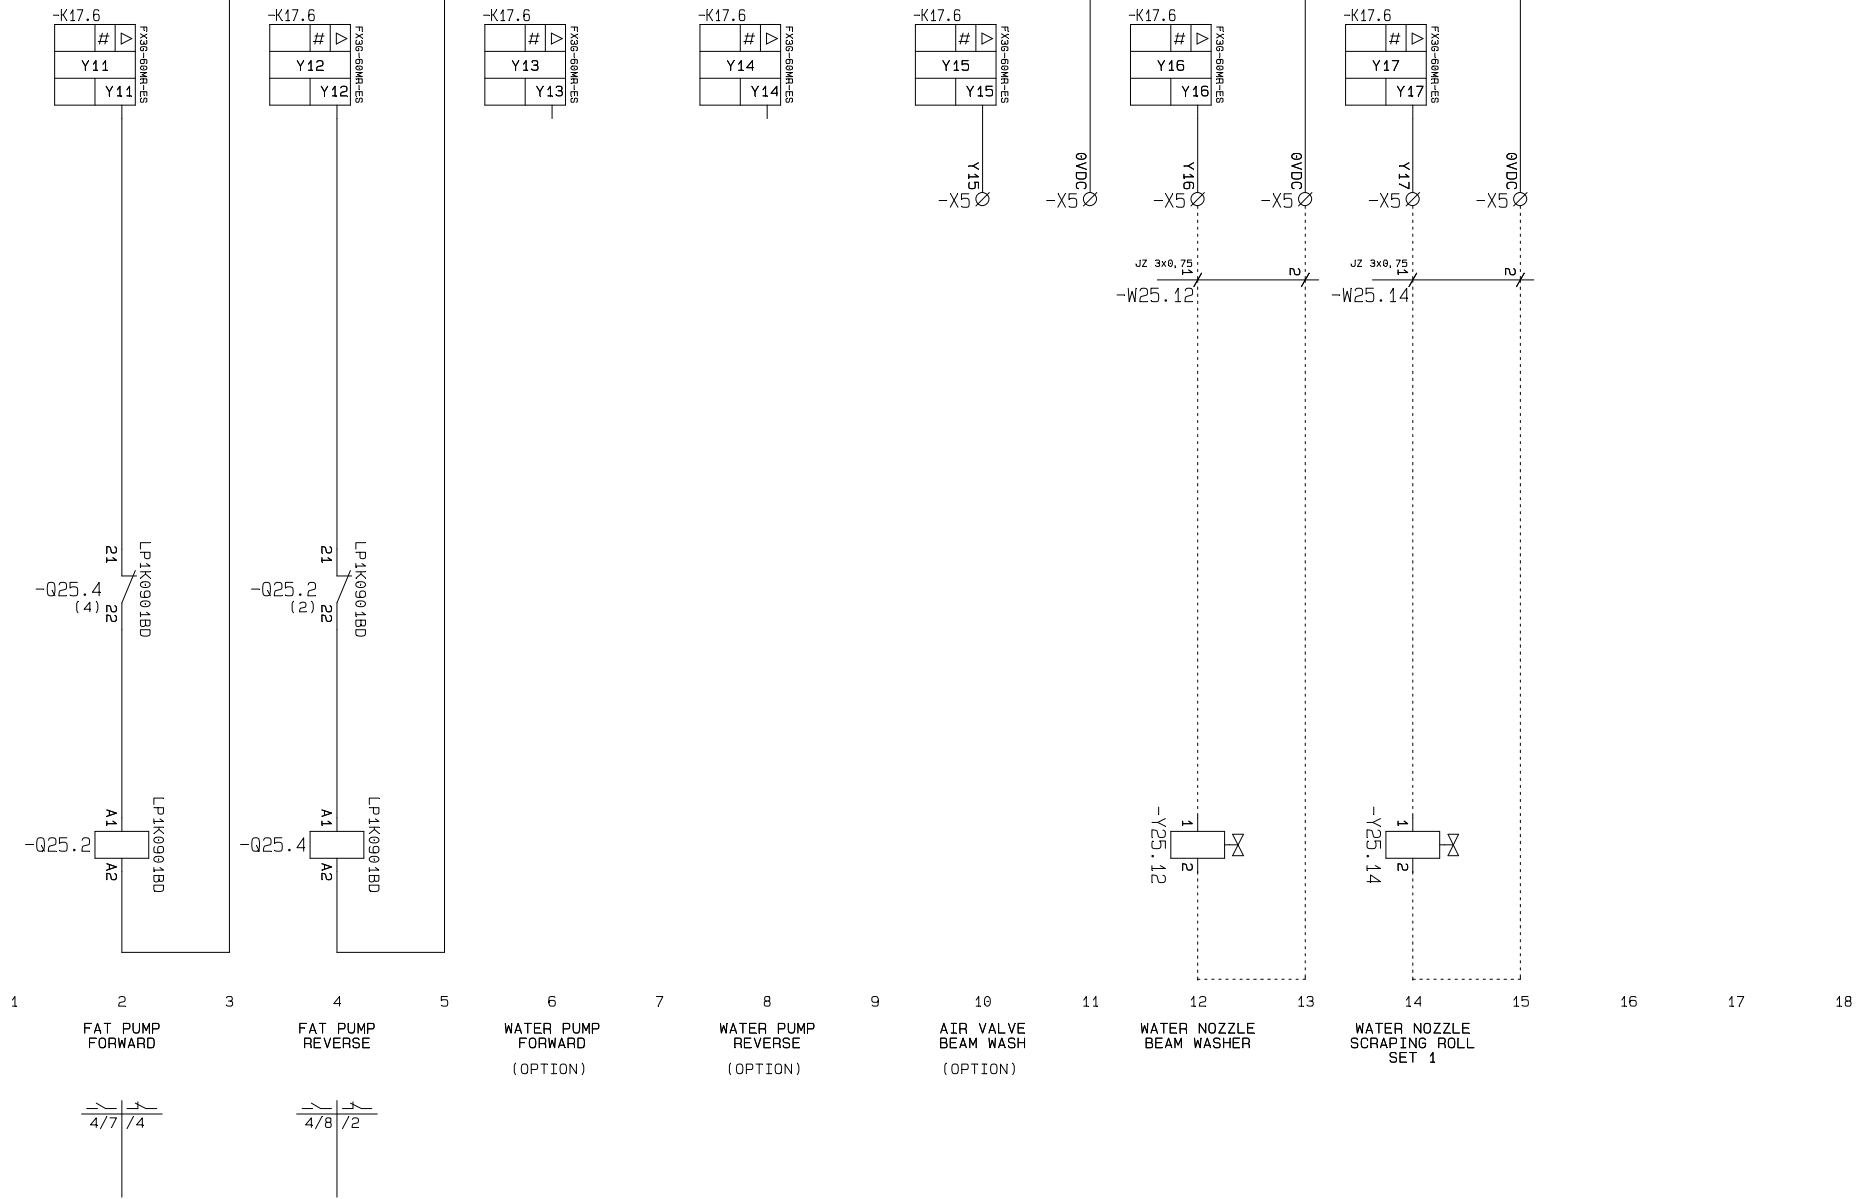 -K17.6 -K17.6 -K17.6 -K17.6 -K17.6 -K17.6 -K17.6
# # # # # # #
FX3G-60MR-ES FX3G-60MR-ES FX3G-60MR-ES FX3G-60MR-ES FX3G-60MR-ES FX3G-60MR-ES FX3G-60MR-ES
Y11 Y12 Y13 Y14 Y15 Y16 Y17
Y11 Y12 Y13 Y14 Y15 Y16 Y17
Y15 0VDC Y16 0VDC Y17 0VDC
-X5 -X5 -X5 -X5 -X5 -X5
JZ 3x0,75 1 2 JZ 3x0,75 1 2
-W25.12 -W25.14
21 LP1K0901BD 21 LP1K0901BD
-Q25.4 -Q25.2
(4) 22 (2) 22
A1 LP1K0901BD A1 LP1K0901BD
-Q25.2 -Q25.4
A2 A2
-Y25.12 1 2 -Y25.14 1 2
1 2 3 4 5 6 7 8 9 10 11 12 13 14 15 16 17 18
FAT PUMP FORWARD
FAT PUMP REVERSE
WATER PUMP FORWARD
(OPTION)
WATER PUMP REVERSE
(OPTION)
AIR VALVE BEAM WASH
(OPTION)
WATER NOZZLE BEAM WASHER
WATER NOZZLE SCRAPING ROLL SET 1
4/7 /4 4/8 /2